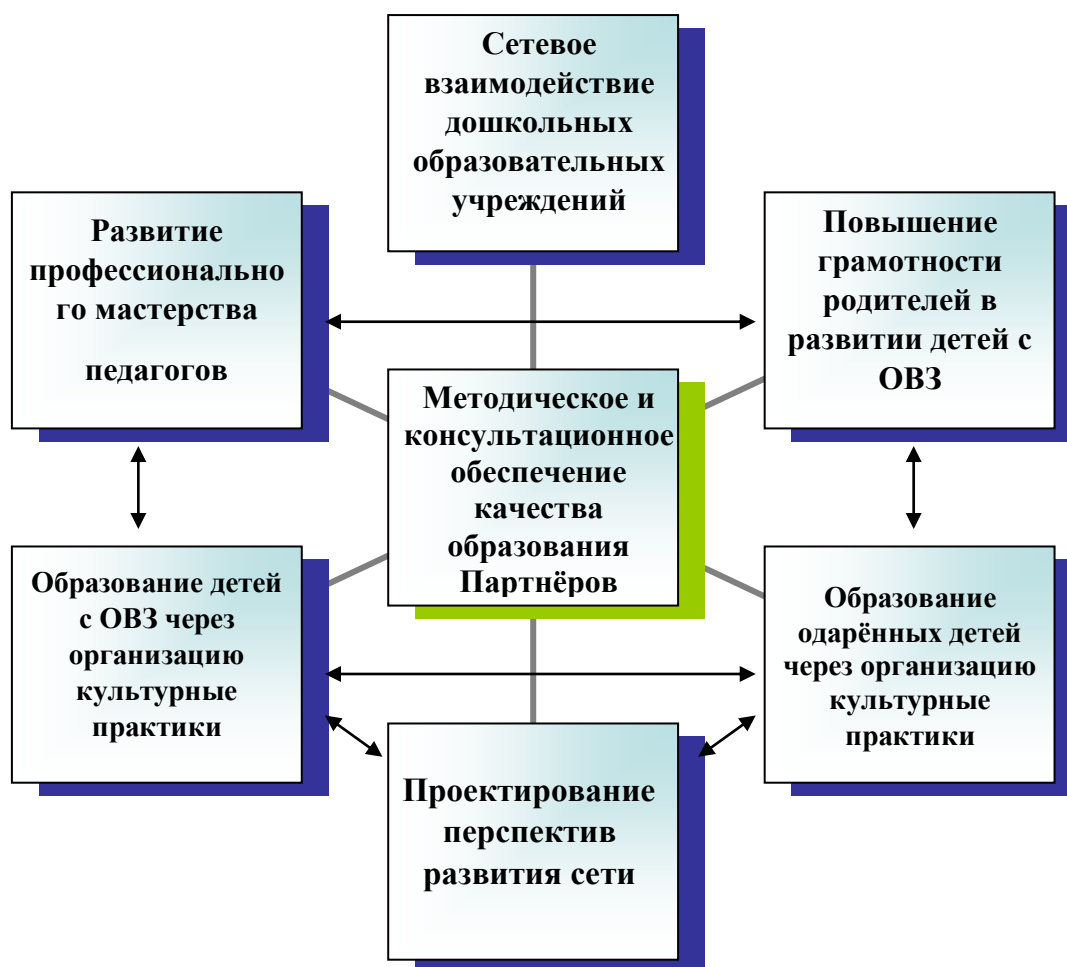 Сетевое
взаимодействие
дошкольных
образовательных
учреждений
Развитие
профессионально
го мастерства
педагогов
Повышение
грамотности
родителей в
развитии детей с
ОВЗ
Методическое и
консультационное
обеспечение
качества
образования
Партнёров
Образование детей
с ОВЗ через
организацию
культурные
практики
Образование
одарённых детей
через организацию
культурные
практики
Проектирование
перспектив
развития сети